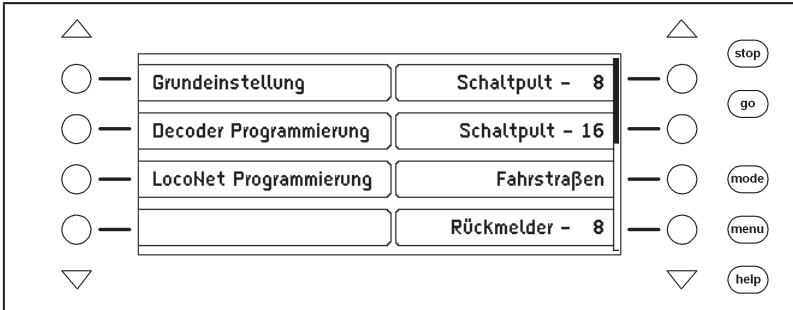 stop
Grundeinstellung Schaltpult - 8
go
Decoder Programmierung Schaltpult - 16
LocoNet Programmierung Fahrstraßen
mode
Rückmelder - 8
menu
help